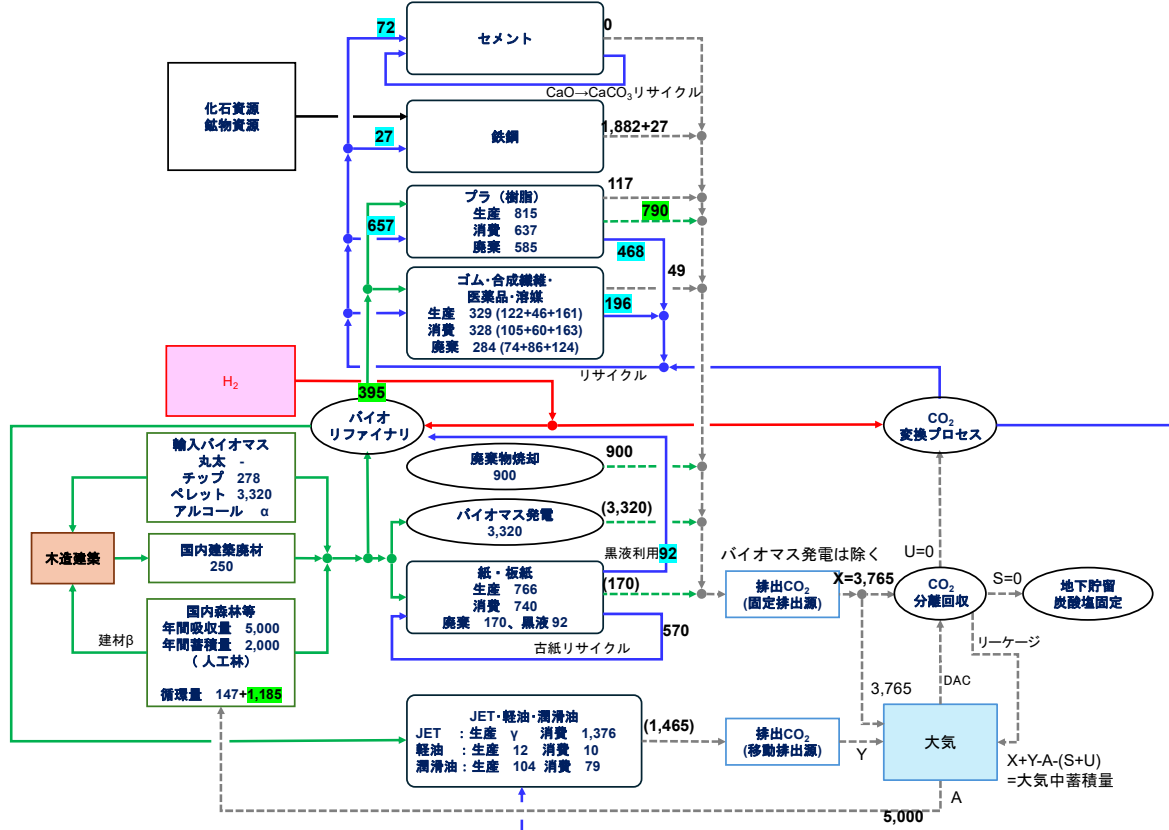 72
セメント
0
CaO→CaCO₃リサイクル
化石資源
鉱物資源
27
鉄鋼
1,882+27
プラ（樹脂）
生産 815
消費 637
廃棄 585
117
790
657
468
ゴム・合成繊維・
医薬品・溶媒
生産 329 (122+46+161)
消費 328 (105+60+163)
廃棄 284 (74+86+124)
49
196
リサイクル
H₂
395
バイオ
リファイナリ
CO₂
変換プロセス
輸入バイオマス
丸太 -
チップ 278
ペレット 3,320
アルコール α
廃棄物焼却
900
900
バイオマス発電
3,320
(3,320)
木造建築
国内建築廃材
250
黒液利用92
紙・板紙
生産 766
消費 740
廃棄 170、黒液 92
(170)
570
古紙リサイクル
バイオマス発電は除く
排出CO₂
(固定排出源)
X=3,765
U=0
CO₂
分離回収
S=0
地下貯留
炭酸塩固定
リーケージ
DAC
3,765
建材β
国内森林等
年間吸収量 5,000
年間蓄積量 2,000
（ 人工林）
循環量 147+1,185
JET・軽油・潤滑油
JET ：生産 γ 消費 1,376
軽油 ：生産 12 消費 10
潤滑油：生産 104 消費 79
(1,465)
排出CO₂
(移動排出源)
Y
大気
X+Y-A-(S+U)
=大気中蓄積量
A
5,000